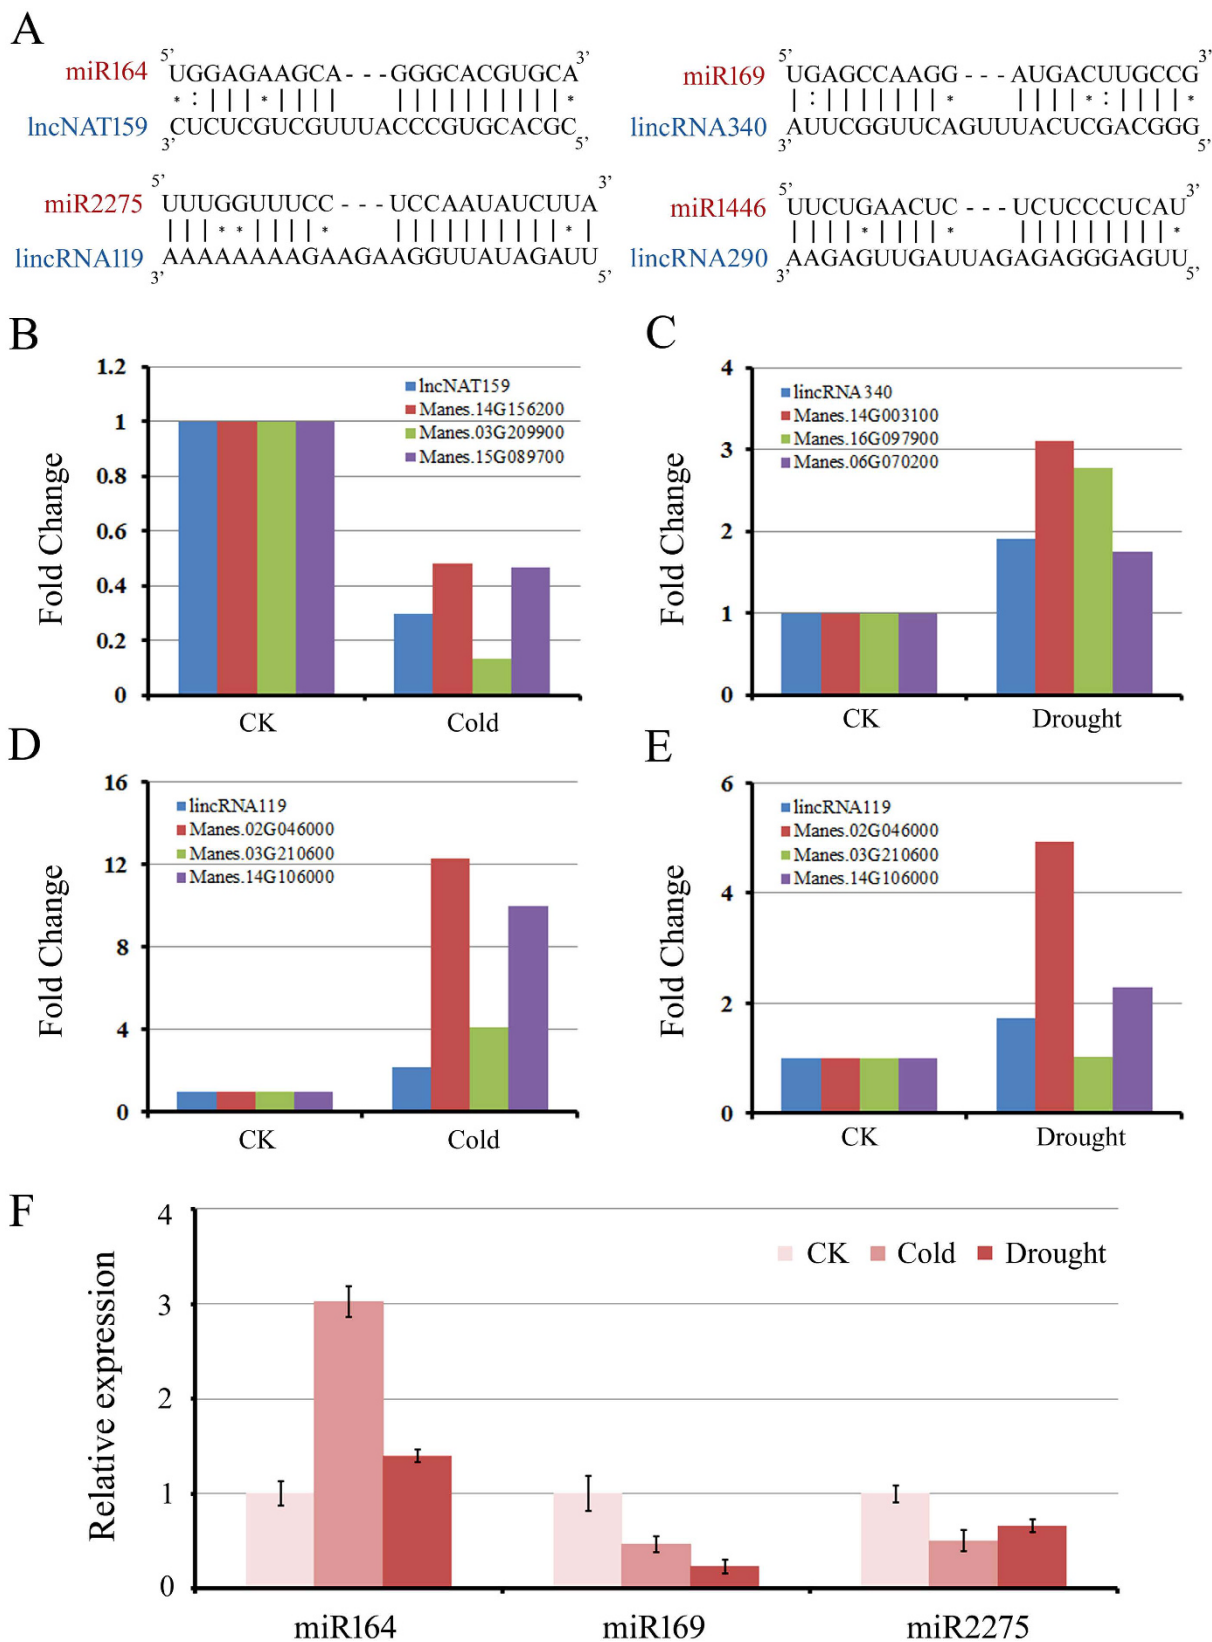 A
5' 3' 5' 3'
miR164 UGGAGAAGCA---GGGCACGUGCA miR169 UGAGCCAAGG---AUGACUUGCCG
lncNAT159 CUCUCGUCGUUUACCCGUGCACGC lincRNA340 AUUCGGUUCAGUUUACUCGACGGG
3' 5' 3' 5'
5' 3' 5' 3'
miR2275 UUUGGUUUCC---UCCAAUAUCUUA miR1446 UUCUGAACUC---UCUCCCUCAU
lincRNA119 AAAAAAAAGAAGAAGGUUAUAGAUU lincRNA290 AAGAGUUGAUUAGAGAGGGAGUU
3' 5' 3' 5'
B
C
1.2
1
0.8
0.6
0.4
0.2
0
Fold Change
lncNAT159
Manes.14G156200
Manes.03G209900
Manes.15G089700
CK Cold
4
3
2
1
0
Fold Change
lincRNA340
Manes.14G003100
Manes.16G097900
Manes.06G070200
CK Drought
D
E
16
12
8
4
0
Fold Change
lincRNA119
Manes.02G046000
Manes.03G210600
Manes.14G106000
CK Cold
6
4
2
0
Fold Change
lincRNA119
Manes.02G046000
Manes.03G210600
Manes.14G106000
CK Drought
F
4
3
2
1
0
Relative expression
CK Cold Drought
miR164 miR169 miR2275